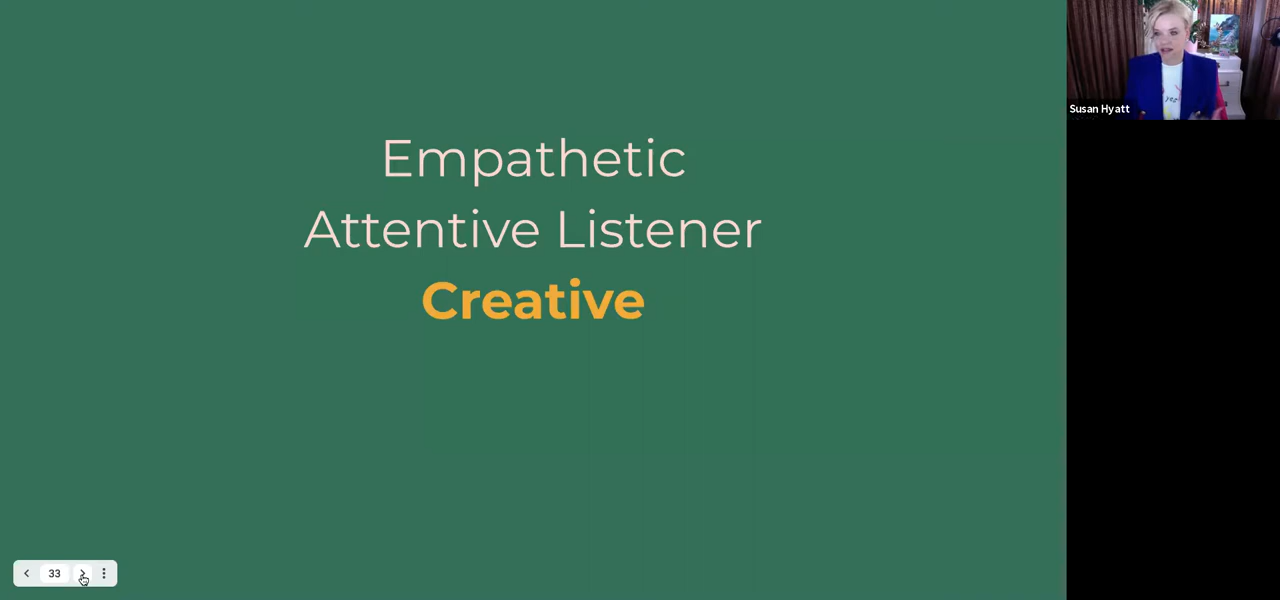 Empathetic
Attentive Listener
Creative
Susan Hyatt
33